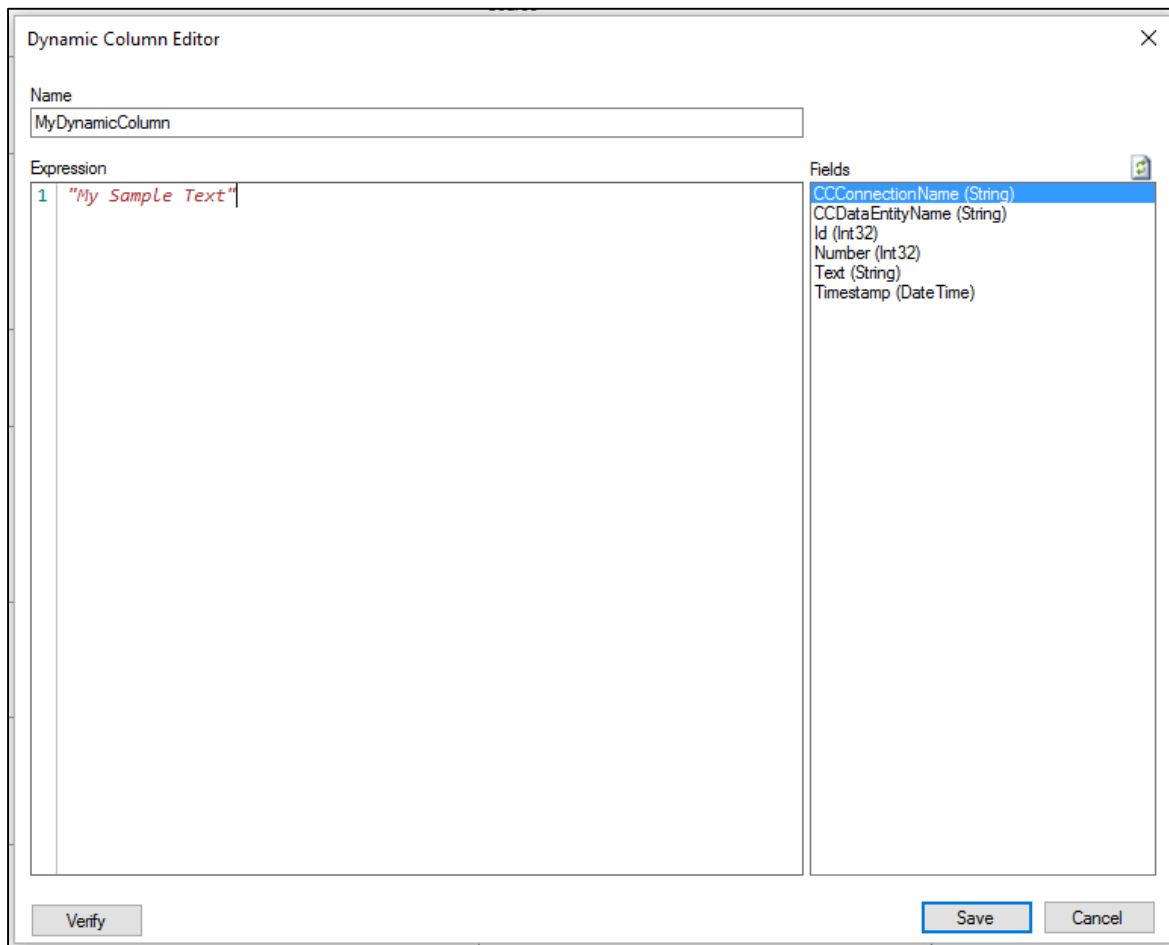 Dynamic Column Editor
Name
MyDynamicColumn
Expression
Fields
1 "My Sample Text"
CCConnectionName (String)
CCDataEntityName (String)
Id (Int32)
Number (Int32)
Text (String)
Timestamp (DateTime)
Verify
Save
Cancel